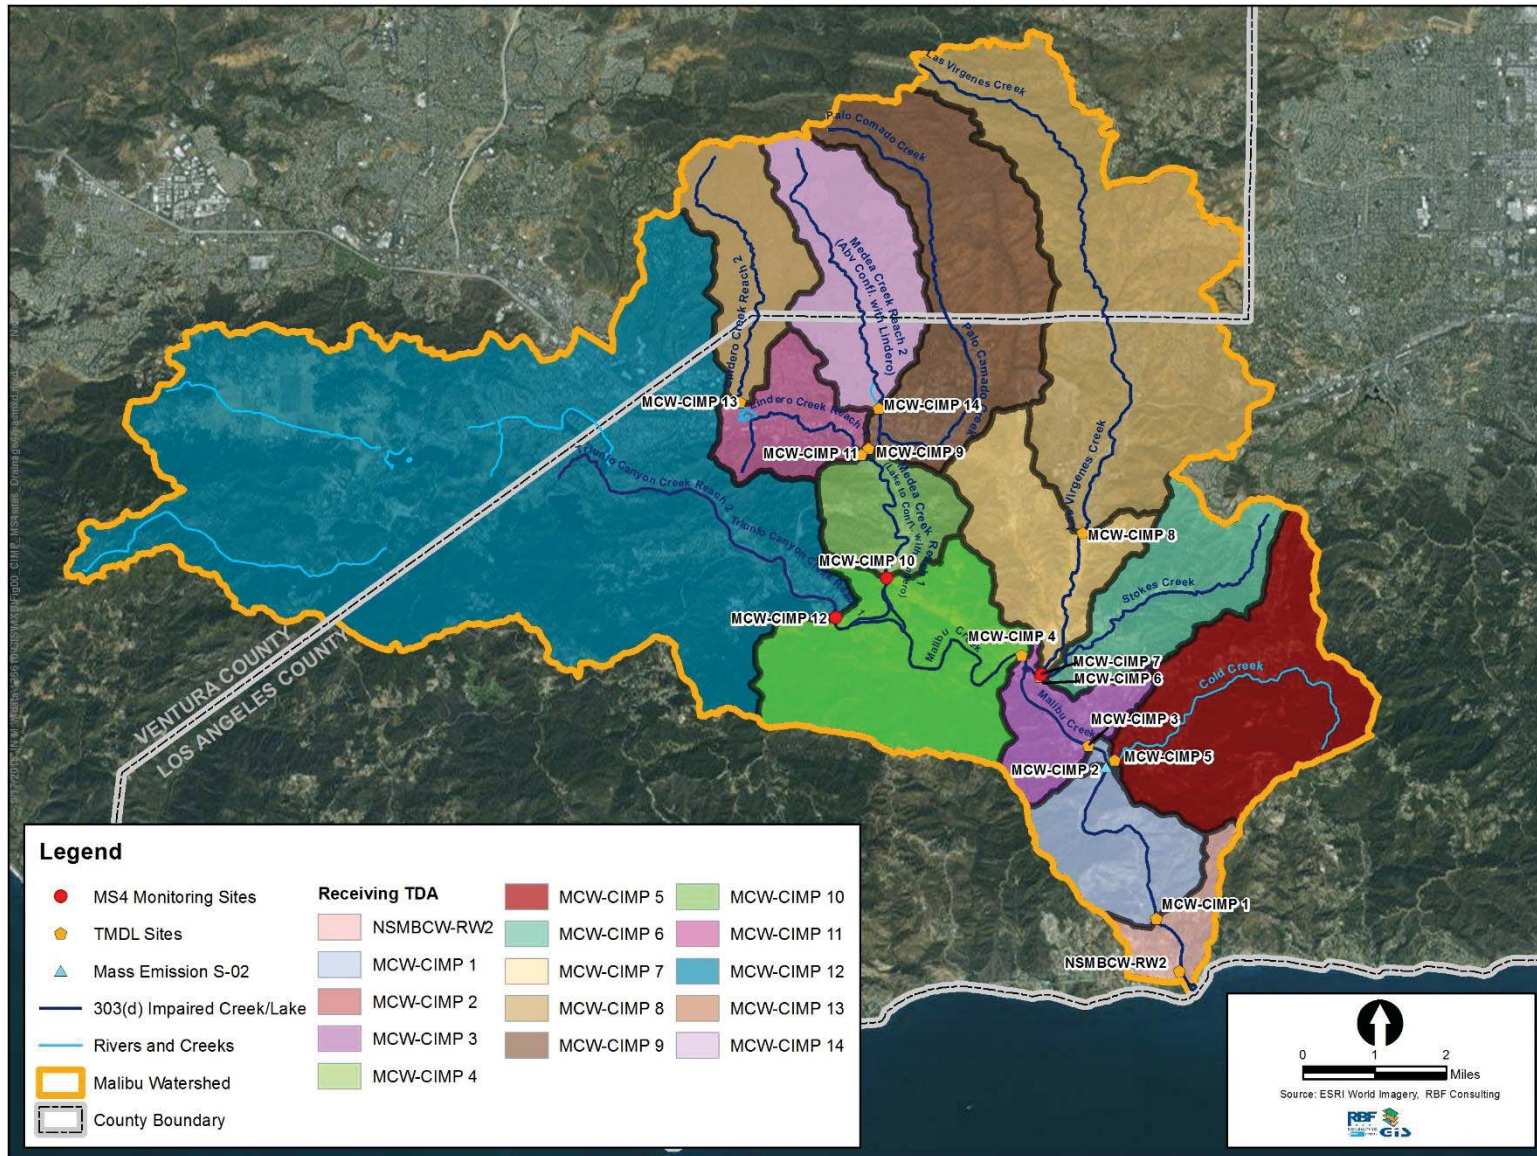 Las Virgenes Creek
Palo Comado Creek
Medea Creek Reach 2
(Abv Confl. with Lindero)
Lindero Creek Reach 2
Palo Camado Creek
MCW-CIMP 13
MCW-CIMP 14
Lindero Creek Reach
MCW-CIMP 11
MCW-CIMP 9
Virgenes Creek
Triunfo Canyon Creek Reach 2
Triunfo Canyon Creek
Medea Creek
(Lake to Confl. with
MCW-CIMP 8
MCW-CIMP 10
Stokes Creek
MCW-CIMP 12
1
MCW-CIMP 4
Malibu Creek
MCW-CIMP 7
MCW-CIMP 6
Cold Creek
Malibu Creek
MCW-CIMP 3
MCW-CIMP 2
MCW-CIMP 5
VENTURA COUNTY
LOS ANGELES COUNTY
MCW-CIMP 1
NSMBCW-RW2
Legend
MS4 Monitoring Sites
TMDL Sites
Mass Emission S-02
303(d) Impaired Creek/Lake
Rivers and Creeks
Malibu Watershed
County Boundary
Receiving TDA
NSMBCW-RW2
MCW-CIMP 1
MCW-CIMP 2
MCW-CIMP 3
MCW-CIMP 4
MCW-CIMP 5
MCW-CIMP 6
MCW-CIMP 7
MCW-CIMP 8
MCW-CIMP 9
MCW-CIMP 10
MCW-CIMP 11
MCW-CIMP 12
MCW-CIMP 13
MCW-CIMP 14
0 1 2
Miles
Source: ESRI World Imagery, RBF Consulting
RBF
CONSULTING
GIS